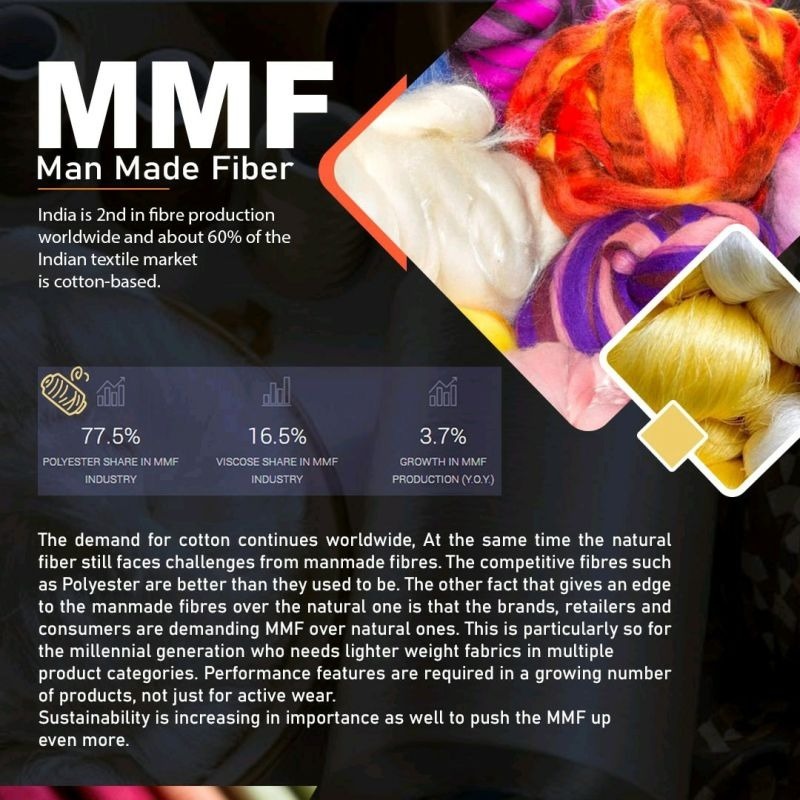 MMF
Man Made Fiber
India is 2nd in fibre production
worldwide and about 60% of the
Indian textile market
is cotton-based.
77.5%
POLYESTER SHARE IN MMF
INDUSTRY
16.5%
VISCOSE SHARE IN MMF
INDUSTRY
3.7%
GROWTH IN MMF
PRODUCTION (Y.O.Y.)
The demand for cotton continues worldwide, At the same time the natural
fiber still faces challenges from manmade fibres. The competitive fibres such
as Polyester are better than they used to be. The other fact that gives an edge
to the manmade fibres over the natural one is that the brands, retailers and
consumers are demanding MMF over natural ones. This is particularly so for
the millennial generation who needs lighter weight fabrics in multiple
product categories. Performance features are required in a growing number
of products, not just for active wear.
Sustainability is increasing in importance as well to push the MMF up
even more.